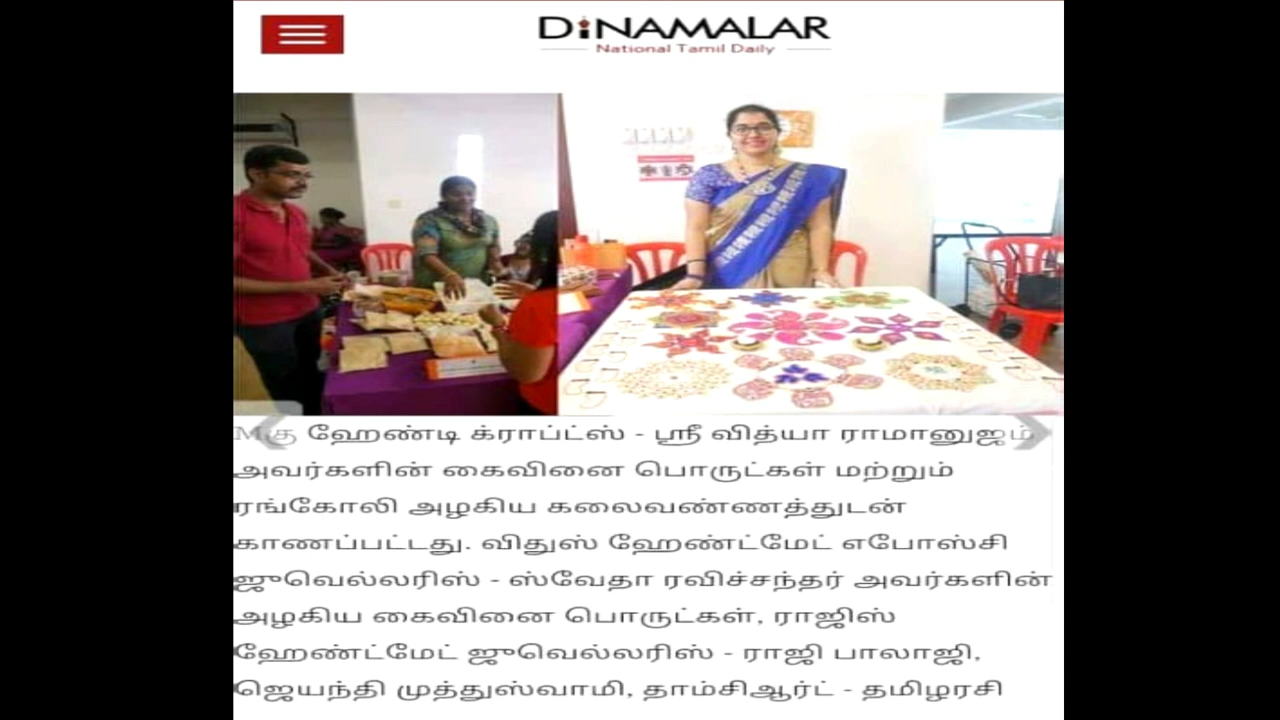 DINAMALAR
National Tamil Daily
ஹேண்டி க்ராப்ட்ஸ் - ஸ்ரீ வித்யா ராமானுஜம்
அவர்களின் கைவினை பொருட்கள் மற்றும்
ரங்கோலி அழகிய கலைவண்ணத்துடன்
காணப்பட்டது. விதுஸ் ஹேண்ட்மேட் எபோஸ்சி
ஜுவெல்லரிஸ் - ஸ்வேதா ரவிச்சந்தர் அவர்களின்
அழகிய கைவினை பொருட்கள், ராஜிஸ்
ஹேண்ட்மேட் ஜுவெல்லரிஸ் - ராஜி பாலாஜி,
ஜெயந்தி முத்துஸ்வாமி, தாம்சிஆர்ட் - தமிழரசி